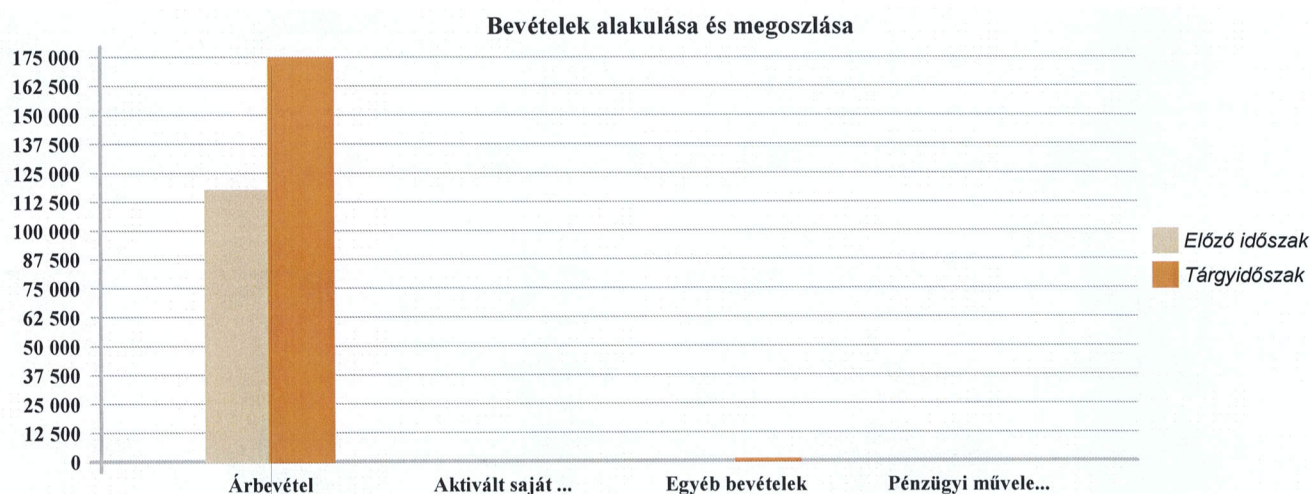 Bevételek alakulása és megoszlása
175 000
162 500
150 000
137 500
125 000
112 500
100 000
87 500
75 000
62 500
50 000
37 500
25 000
12 500
0
Árbevétel
Aktivált saját ...
Egyéb bevételek
Pénzügyi művele...
Előző időszak
Tárgyidőszak